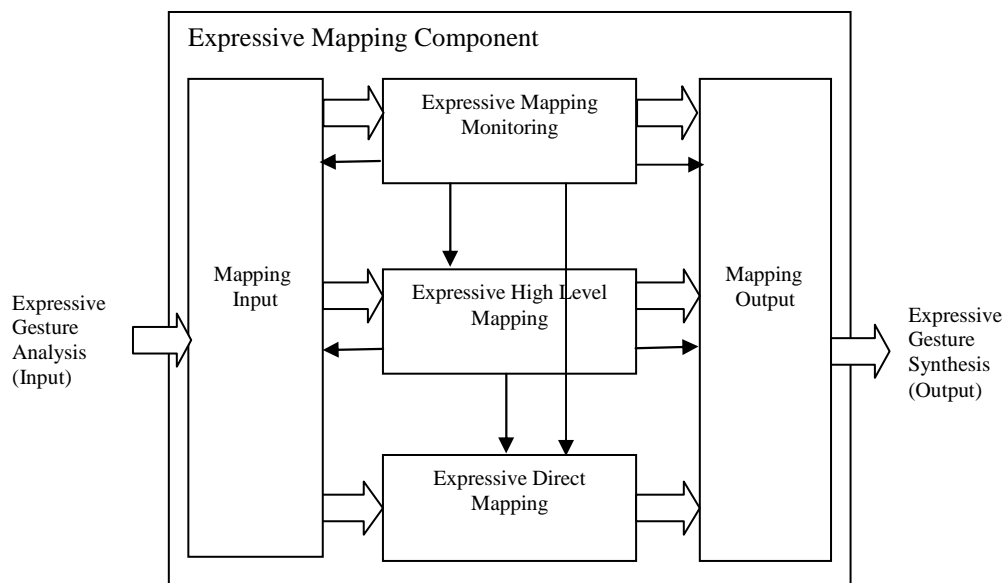 Expressive Mapping Component
Expressive Mapping
Monitoring
Mapping
Input
Expressive High Level
Mapping
Mapping
Output
Expressive
Gesture
Analysis
(Input)
Expressive
Gesture
Synthesis
(Output)
Expressive Direct
Mapping